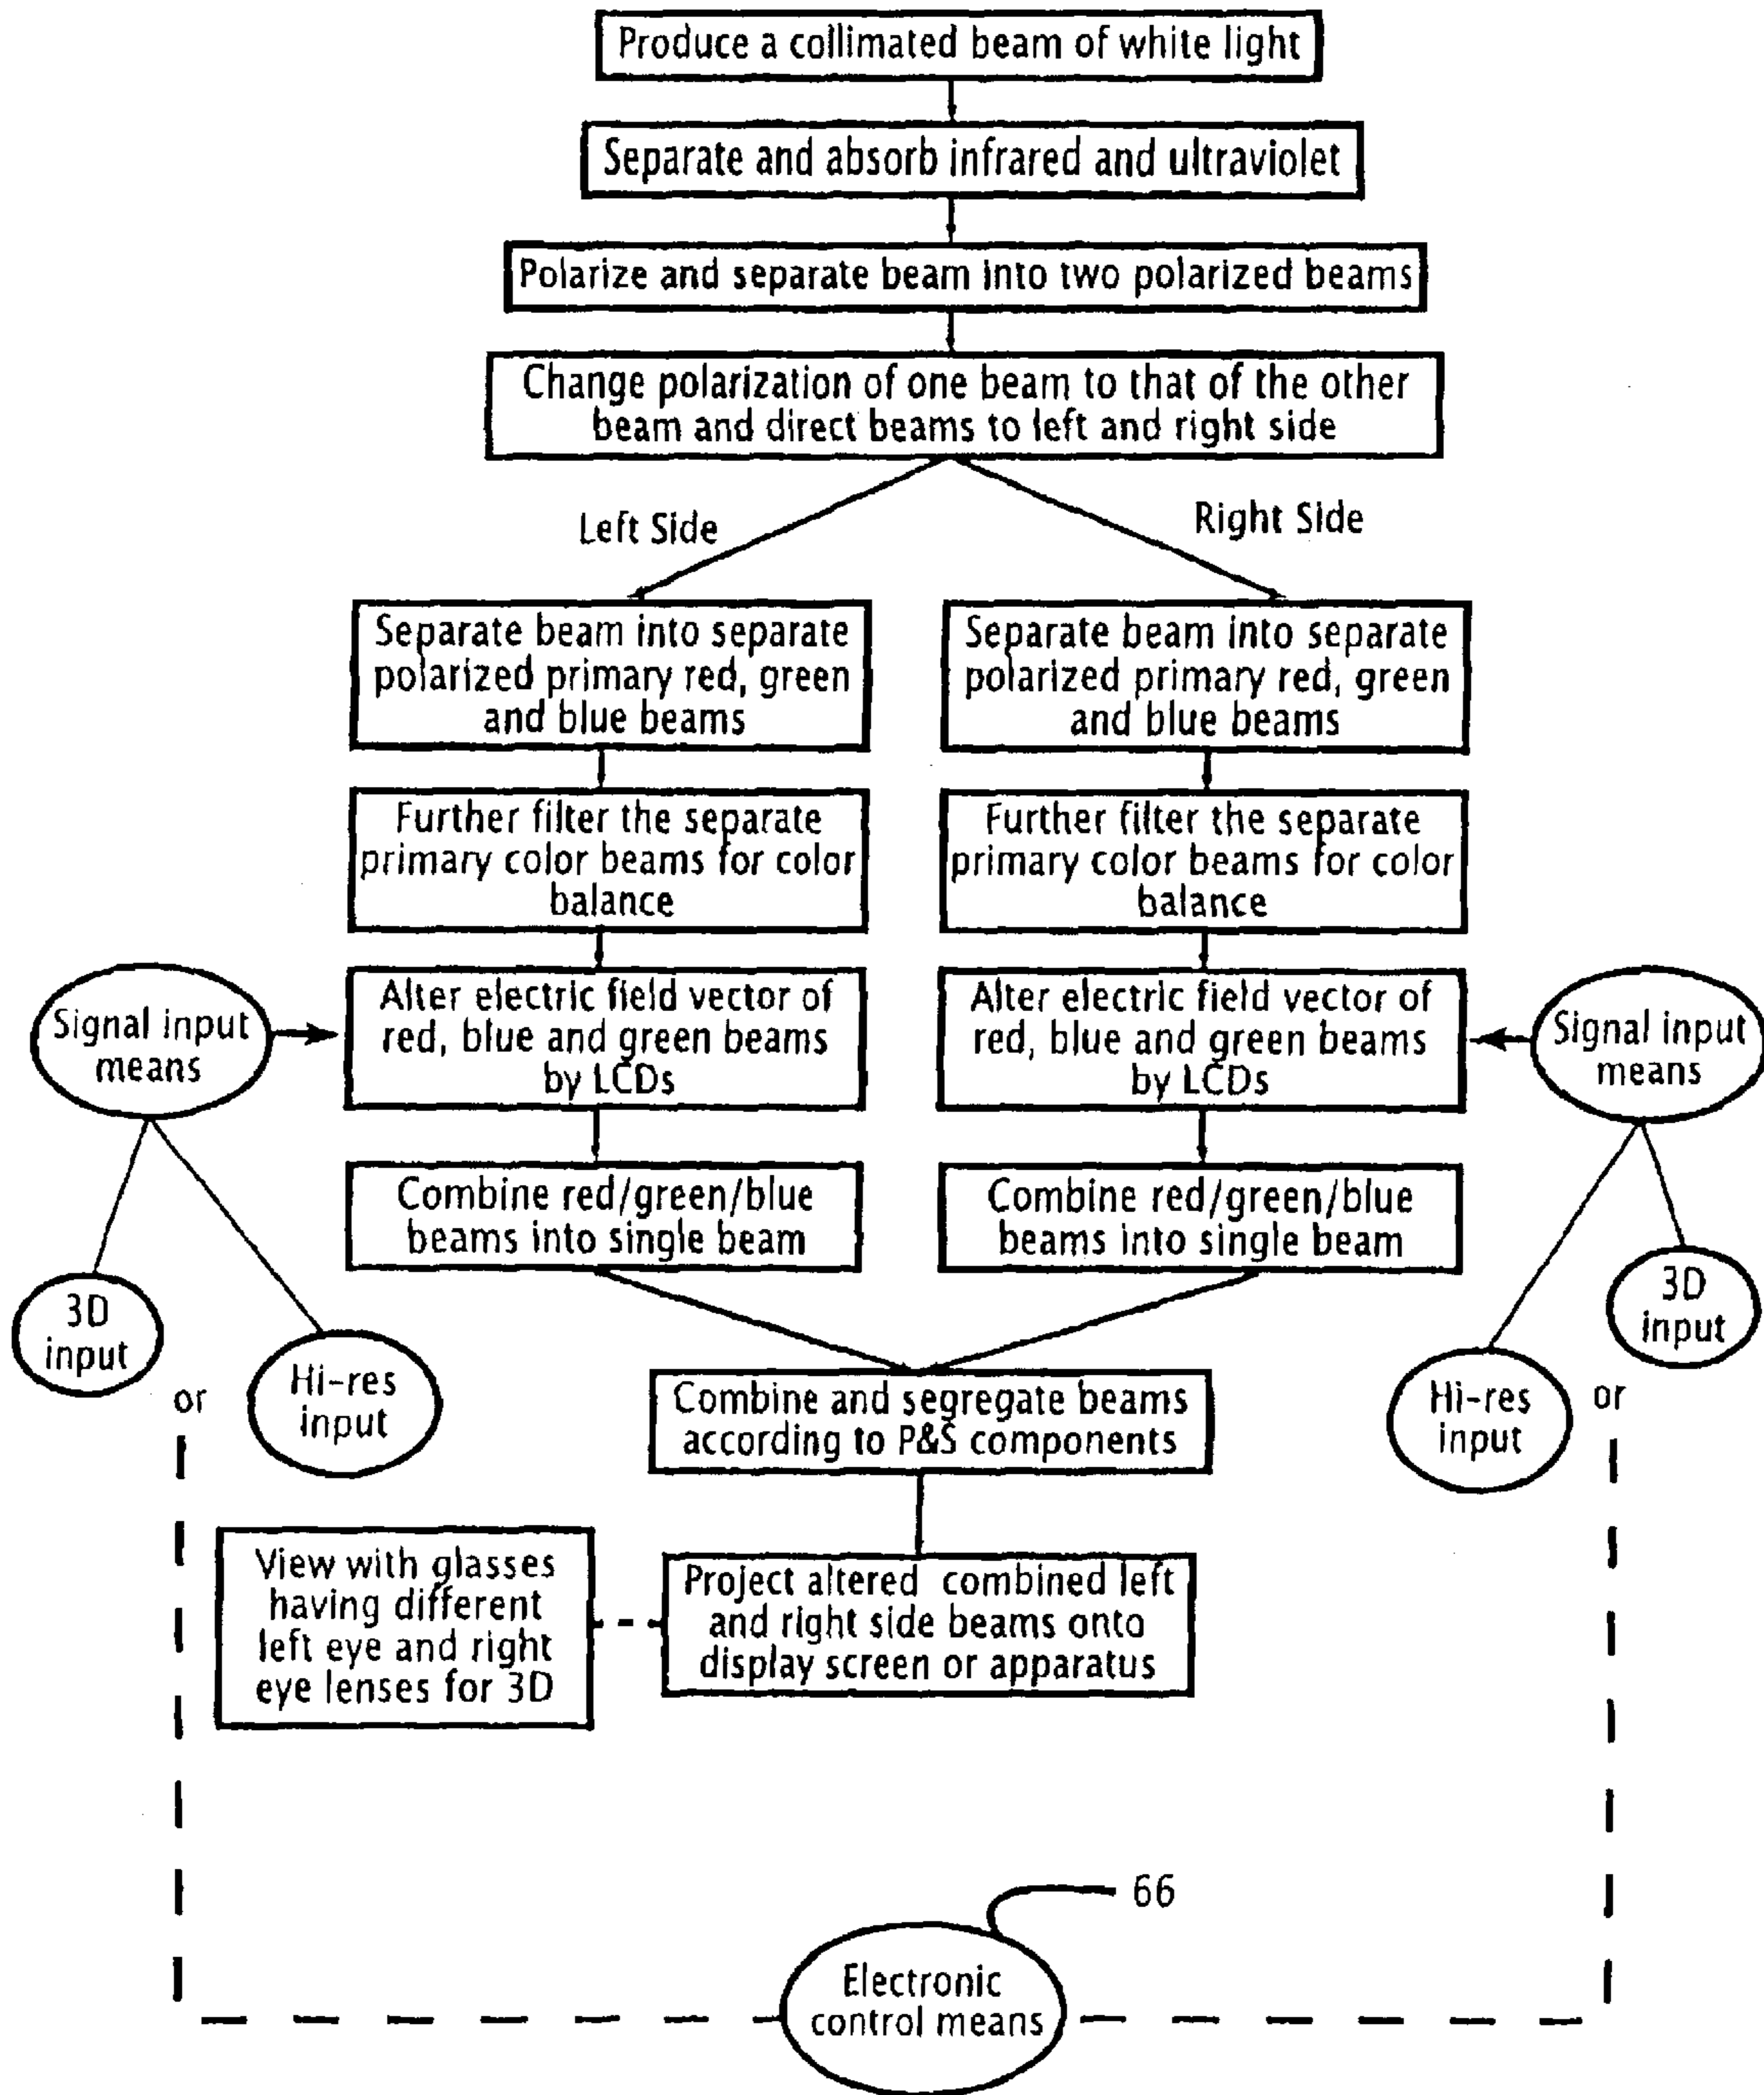 Produce a collimated beam of white light
Separate and absorb infrared and ultraviolet
Polarize and separate beam into two polarized beams
Change polarization of one beam to that of the other
beam and direct beams to left and right side
Left Side
Right Side
Separate beam into separate
polarized primary red, green
and blue beams
Separate beam into separate
polarized primary red, green
and blue beams
Further filter the separate
primary color beams for color
balance
Further filter the separate
primary color beams for color
balance
Signal input
means
Alter electric field vector of
red, blue and green beams
by LCDs
Alter electric field vector of
red, blue and green beams
by LCDs
Signal input
means
Combine red/green/blue
beams into single beam
Combine red/green/blue
beams into single beam
3D
input
or
Hi-res
input
Combine and segregate beams
according to P&S components
Hi-res
input
or
3D
input
View with glasses
having different
left eye and right
eye lenses for 3D
Project altered combined left
and right side beams onto
display screen or apparatus
66
Electronic
control means